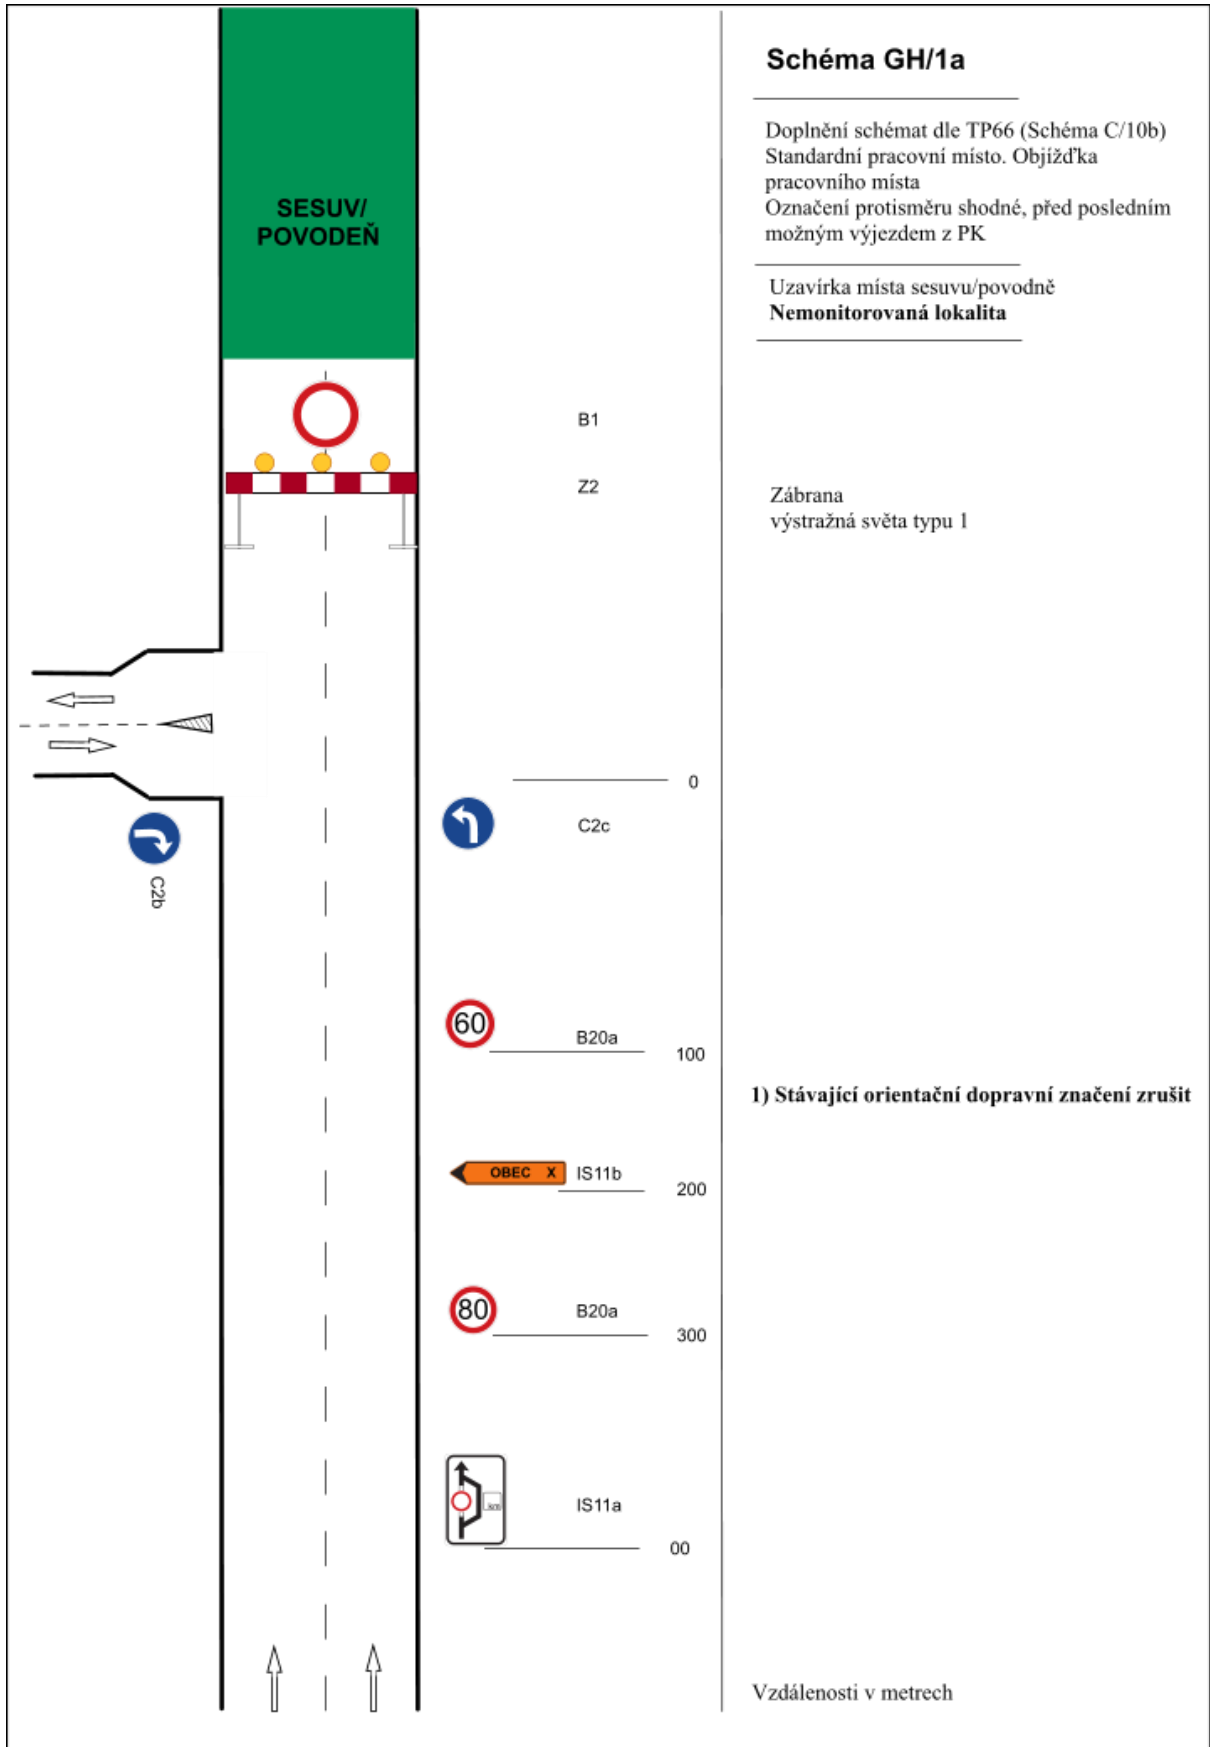 Schéma GH/1a
Doplnění schémat dle TP66 (Schéma C/10b)
Standardní pracovní místo. Objížďka
pracovního místa
Označení protisměru shodné, před posledním
možným výjezdem z PK
SESUV/
POVODEŇ
Uzavírka místa sesuvu/povodně
Nemonitorovaná lokalita
B1
Z2
Zábrana
výstražná světa typu 1
0
C2c
C2b
60
B20a
100
1) Stávající orientační dopravní značení zrušit
OBEC X
IS11b
200
80
B20a
300
km
IS11a
00
Vzdálenosti v metrech